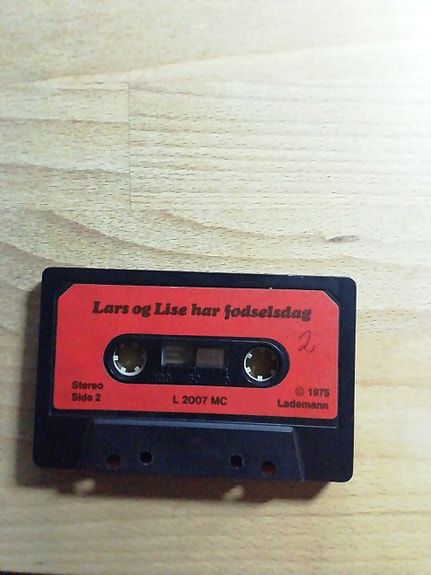 Lars og Lise har fødselsdag
2
Stereo
Side 2
L 2007 MC
© 1975
Lademann